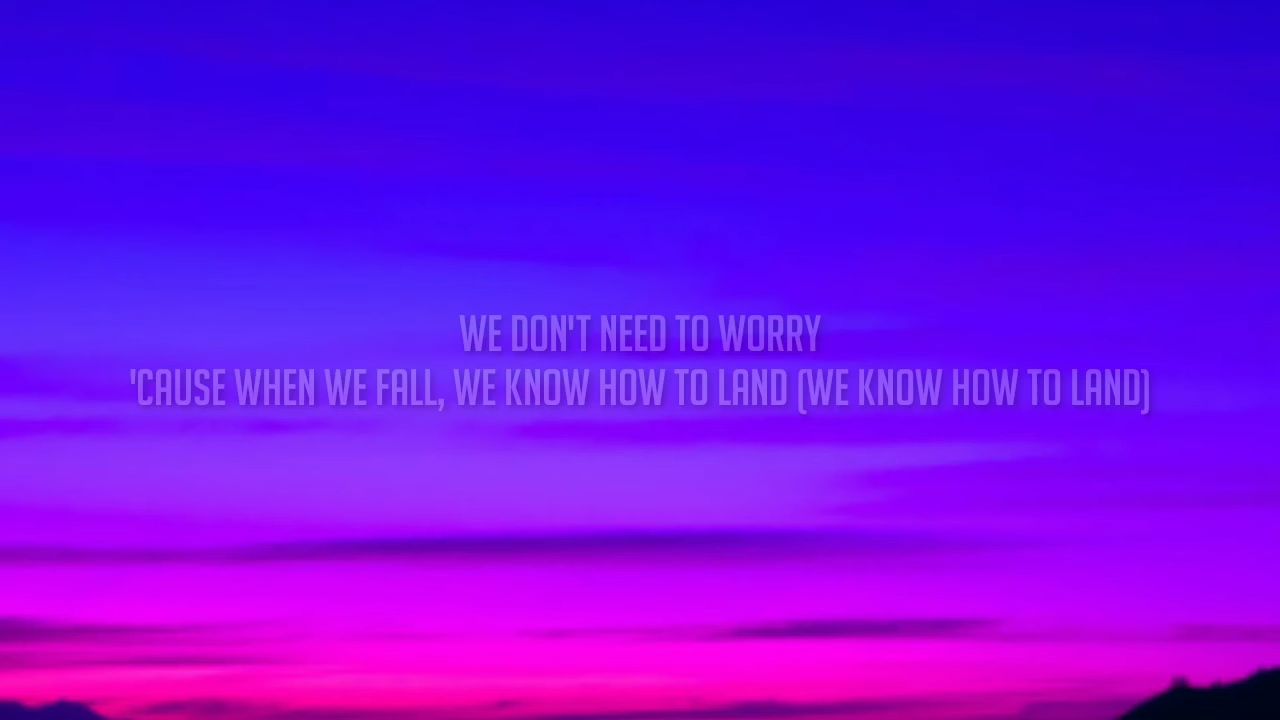 WE DON'T NEED TO WORRY
'CAUSE WHEN WE FALL, WE KNOW HOW TO LAND (WE KNOW HOW TO LAND)